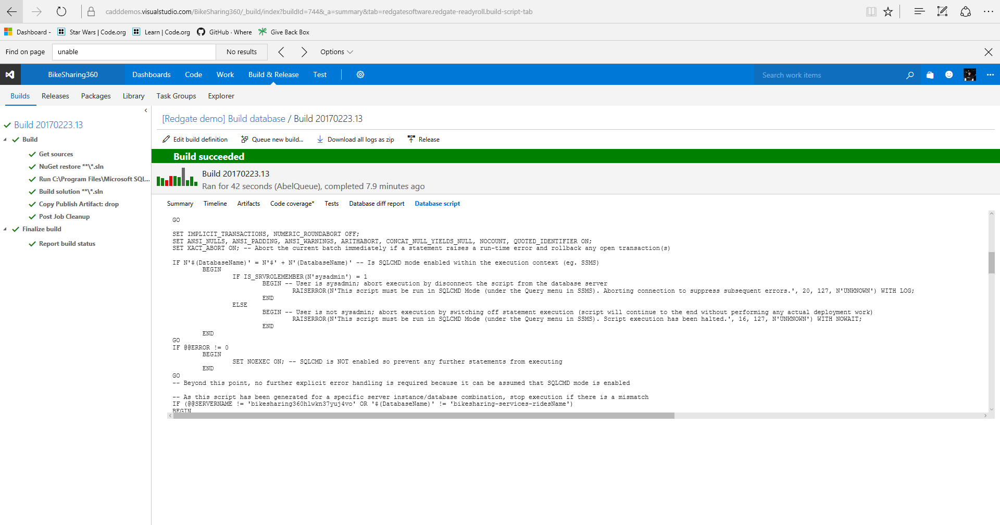 cadddemos.visualstudio.com/BikeSharing360/_build/index?buildId=744&_a=summary&tab=redgatesoftware.redgate-readyroll.build-script-tab
Dashboard - Star Wars | Code.org Learn | Code.org GitHub · Where Give Back Box
Find on page unable No results Options
BikeSharing360 Dashboards Code Work Build & Release Test Search work items
Builds Releases Packages Library Task Groups Explorer
Build 20170223.13
Build
Get sources
NuGet restore **\*.sln
Run C:\Program Files\Microsoft SQL...
Build solution **\*.sln
Copy Publish Artifact: drop
Post Job Cleanup
Finalize build
Report build status
[Redgate demo] Build database / Build 20170223.13
Edit build definition Queue new build... Download all logs as zip Release
Build succeeded
Build 20170223.13
Ran for 42 seconds (AbelQueue), completed 7.9 minutes ago
Summary Timeline Artifacts Code coverage* Tests Database diff report Database script
GO
SET IMPLICIT_TRANSACTIONS, NUMERIC_ROUNDABORT OFF;
SET ANSI_NULLS, ANSI_PADDING, ANSI_WARNINGS, ARITHABORT, CONCAT_NULL_YIELDS_NULL, NOCOUNT, QUOTED_IDENTIFIER ON;
SET XACT_ABORT ON; -- Abort the current batch immediately if a statement raises a run-time error and rollback any open transaction(s)
IF N'$(DatabaseName)' = N'$' + N'(DatabaseName)' -- Is SQLCMD mode enabled within the execution context (eg. SSMS)
BEGIN
IF IS_SRVROLEMEMBER(N'sysadmin') = 1
BEGIN -- User is sysadmin; abort execution by disconnect the script from the database server
RAISERROR(N'This script must be run in SQLCMD Mode (under the Query menu in SSMS). Aborting connection to suppress subsequent errors.', 20, 127, N'UNKNOWN') WITH LOG;
END
ELSE
BEGIN -- User is not sysadmin; abort execution by switching off statement execution (script will continue to the end without performing any actual deployment work)
RAISERROR(N'This script must be run in SQLCMD Mode (under the Query menu in SSMS). Script execution has been halted.', 16, 127, N'UNKNOWN') WITH NOWAIT;
END
END
GO
IF @@ERROR != 0
BEGIN
SET NOEXEC ON; -- SQLCMD is NOT enabled so prevent any further statements from executing
END
GO
-- Beyond this point, no further explicit error handling is required because it can be assumed that SQLCMD mode is enabled
-- As this script has been generated for a specific server instance/database combination, stop execution if there is a mismatch
IF (@@SERVERNAME != 'bikesharing360hlwkn37yuj4vo' OR '$(DatabaseName)' != 'bikesharing-services-ridesName')
BEGIN